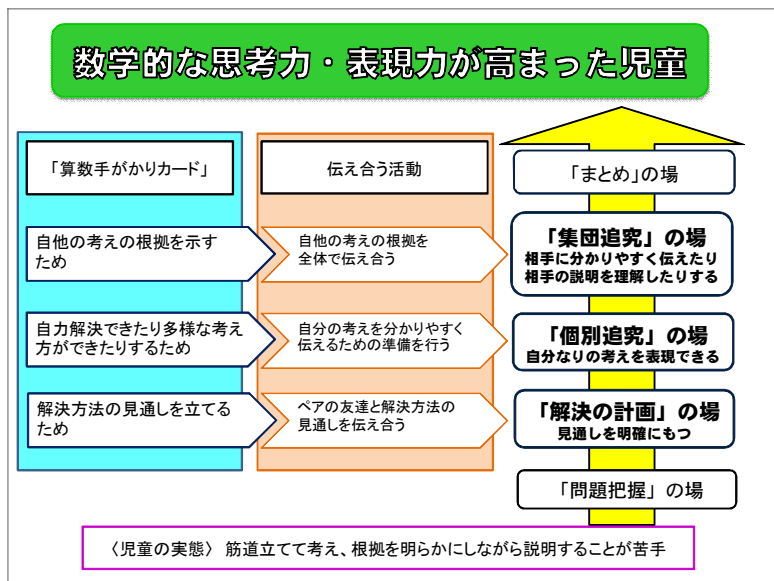 数学的な思考力・表現力が高まった児童
「算数手がかりカード」
伝え合う活動
「まとめ」の場
自他の考えの根拠を示す
ため
自他の考えの根拠を
全体で伝え合う
「集団追究」の場
相手に分かりやすく伝えたり
相手の説明を理解したりする
自力解決できたり多様な考え
方ができたりするため
自分の考えを分かりやすく
伝えるための準備を行う
「個別追究」の場
自分なりの考えを表現できる
解決方法の見通しを立てる
ため
ペアの友達と解決方法の
見通しを伝え合う
「解決の計画」の場
見通しを明確にもつ
「問題把握」の場
〈児童の実態〉 筋道立てて考え、根拠を明らかにしながら説明することが苦手